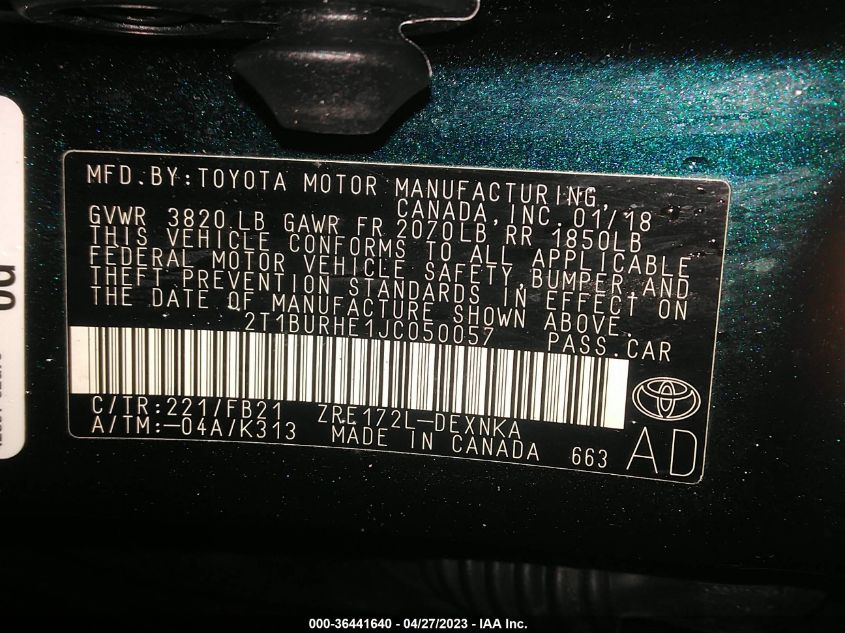 MFD.BY:TOYOTA MOTOR MANUFACTURING,
CANADA,INC. 01/18
GVWR 3820 LB GAWR FR 2070LB RR 1850LB
THIS VEHICLE CONFORMS TO ALL APPLICABLE
FEDERAL MOTOR VEHICLE SAFETY,BUMPER AND
THEFT PREVENTION STANDARDS IN EFFECT ON
THE DATE OF MANUFACTURE SHOWN ABOVE.
2T1BURHE1JC050057 PASS.CAR
C/TR:221/FB21 ZRE172L-DEXNKA
A/TM:-04A/K313 MADE IN CANADA 663 AD
000-36441640 - 04/27/2023 - IAA Inc.